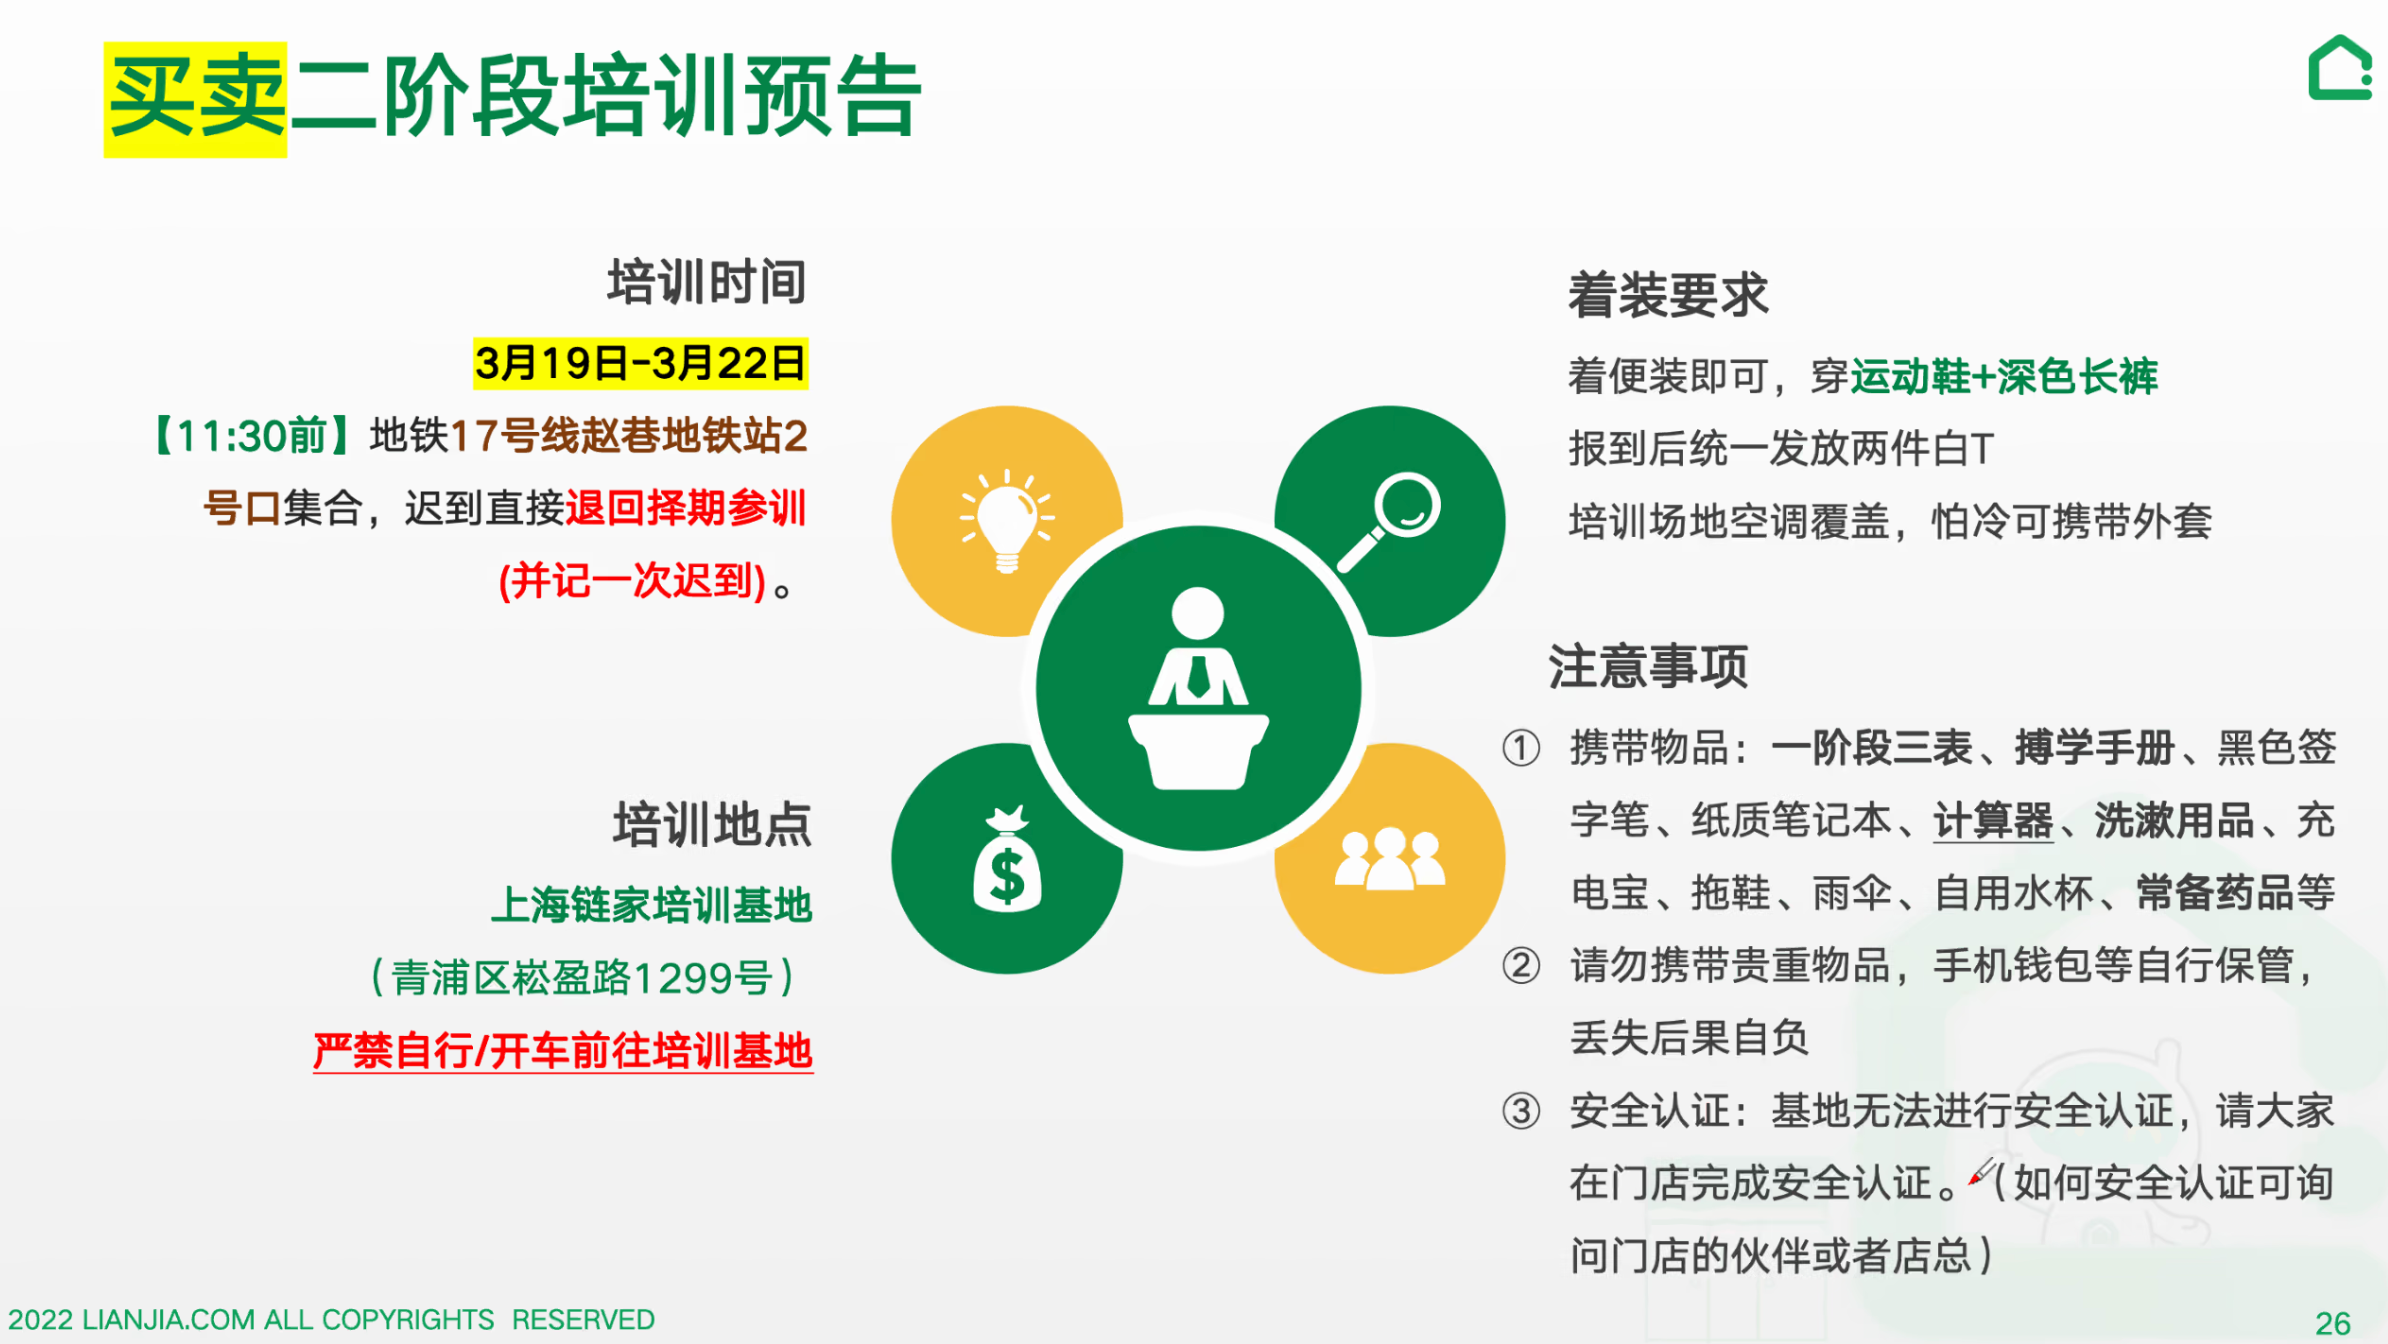 买卖二阶段培训预告
培训时间
3月19日-3月22日
【11:30前】地铁17号线赵巷地铁站2
号口集合，迟到直接退回择期参训
(并记一次迟到)。
培训地点
上海链家培训基地
（青浦区崧盈路1299号）
严禁自行/开车前往培训基地
着装要求
着便装即可，穿运动鞋+深色长裤
报到后统一发放两件白T
培训场地空调覆盖，怕冷可携带外套
注意事项
① 携带物品：一阶段三表、搏学手册、黑色签
字笔、纸质笔记本、计算器、洗漱用品、充
电宝、拖鞋、雨伞、自用水杯、常备药品等
② 请勿携带贵重物品，手机钱包等自行保管，
丢失后果自负
③ 安全认证：基地无法进行安全认证，请大家
在门店完成安全认证。（如何安全认证可询
问门店的伙伴或者店总）
$
2022 LIANJIA.COM ALL COPYRIGHTS RESERVED
26